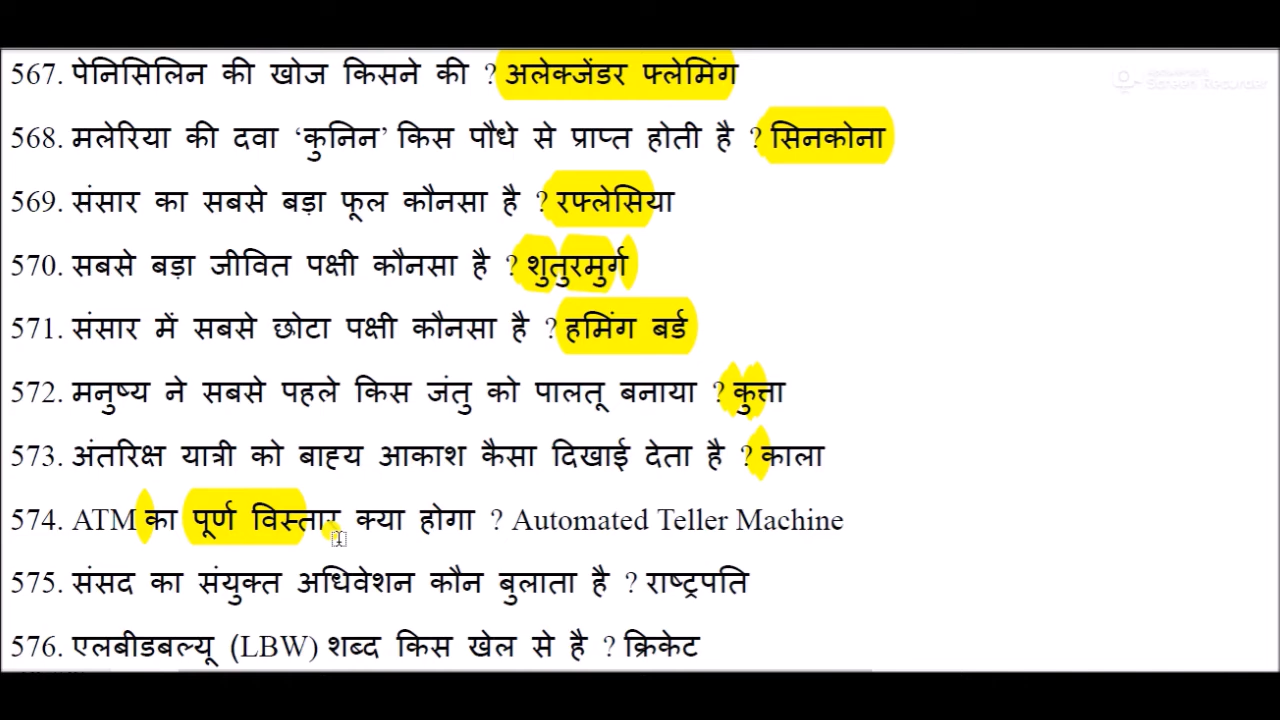 567. पेनिसिलिन की खोज किसने की ? अलेक्जेंडर फ्लेमिंग
Screen Recorder
568. मलेरिया की दवा ‘कुनिन’ किस पौधे से प्राप्त होती है ? सिनकोना
569. संसार का सबसे बड़ा फूल कौनसा है ? रफ्लेसिया
570. सबसे बड़ा जीवित पक्षी कौनसा है ? शुतुरमुर्ग
571. संसार में सबसे छोटा पक्षी कौनसा है ? हमिंग बर्ड
572. मनुष्य ने सबसे पहले किस जंतु को पालतू बनाया ? कुत्ता
573. अंतरिक्ष यात्री को बाह्य आकाश कैसा दिखाई देता है ? काला
574. ATM का पूर्ण विस्तार क्या होगा ? Automated Teller Machine
575. संसद का संयुक्त अधिवेशन कौन बुलाता है ? राष्ट्रपति
576. एलबीडबल्यू (LBW) शब्द किस खेल से है ? क्रिकेट